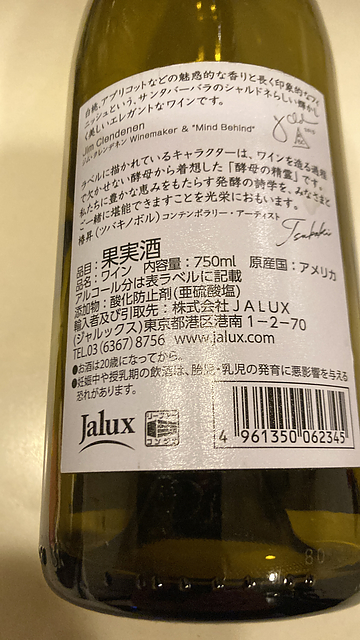 白桃、アプリコットなどの魅惑的な香りと長く印象的なフィ
ニッシュという、サンタバーバラのシャルドネらしい輝かし
く美しいエレガントなワインです。
Jim Clendenen
ジム・クレンデネン Winemaker & "Mind Behind"
ラベルに描かれているキャラクターは、ワインを造る過程
で欠かせない酵母から着想した「酵母の精霊」です。
私たちに豊かな恵みをもたらす発酵の詩学を、みなさまと
ご一緒に堪能できますことを光栄におもいます。
椿昇(ツバキノボル)コンテンポラリー・アーティスト
Tsubaki
品目：果実酒
品名：ワイン 内容量：750ml 原産国：アメリカ
アルコール分は表ラベルに記載
添加物：酸化防止剤(亜硫酸塩)
輸入者及び引取先：株式会社JALUX
(ジャルックス)東京都港区港南1-2-70
TEL.03(6367)8756 www.jalux.com
●お酒は20歳になってから。
●妊娠中や授乳期の飲酒は、胎児・乳児の発育に悪影響を与える
恐れがあります。
Jalux
4 961350 062345
80